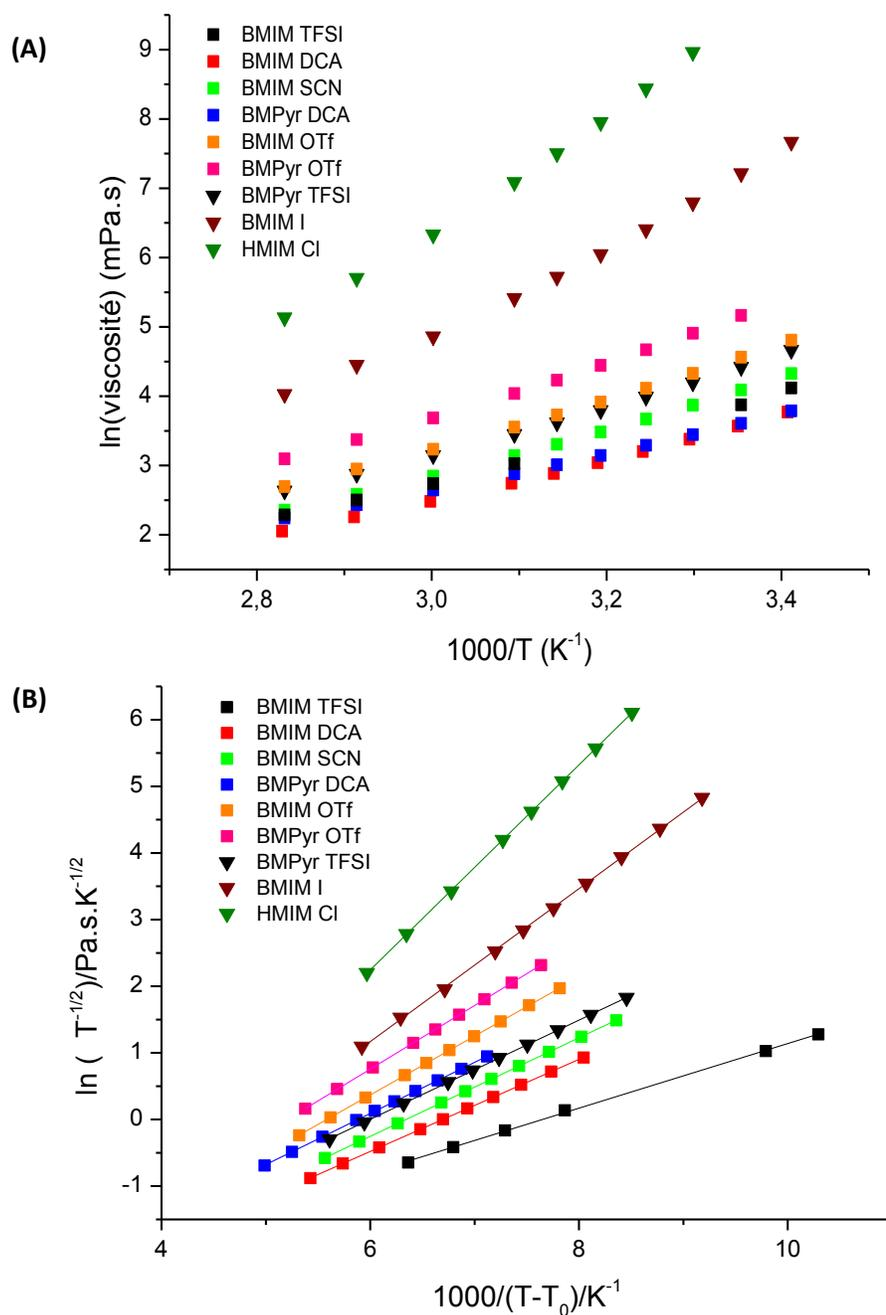 (A)
BMIM TFSI
BMIM DCA
BMIM SCN
BMPyr DCA
BMIM OTf
BMPyr OTf
BMPyr TFSI
BMIM I
HMIM Cl
9
8
7
6
5
4
3
2
ln(viscosité) (mPa.s)
2,8 3,0 3,2 3,4
1000/T (K-1)
(B)
BMIM TFSI
BMIM DCA
BMIM SCN
BMPyr DCA
BMIM OTf
BMPyr OTf
BMPyr TFSI
BMIM I
HMIM Cl
6
5
4
3
2
1
0
-1
ln ( T-1/2)/Pa.s.K-1/2
4 6 8 10
1000/(T-T0)/K-1